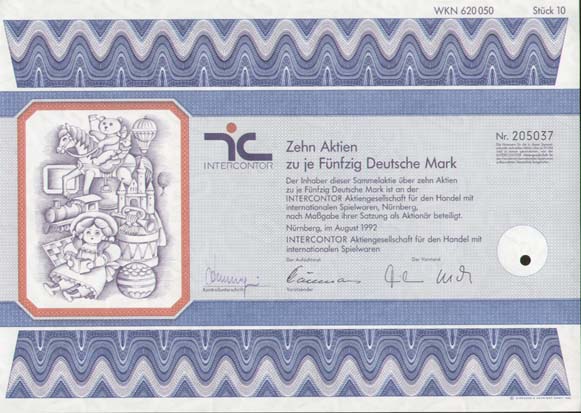 WKN 620050 Stück 10
INTERCONTOR
Zehn Aktien
zu je Fünfzig Deutsche Mark
Nr. 205037
Der Inhaber dieser Sammelaktie über zehn Aktien
zu je Fünfzig Deutsche Mark ist an der
INTERCONTOR Aktiengesellschaft für den Handel mit
internationalen Spielwaren, Nürnberg,
nach Maßgabe ihrer Satzung als Aktionär beteiligt.
Nürnberg, im August 1992
INTERCONTOR Aktiengesellschaft für den Handel mit
internationalen Spielwaren
Der Aufsichtsrat Der Vorstand
Kontrollunterschrift Vorsitzender